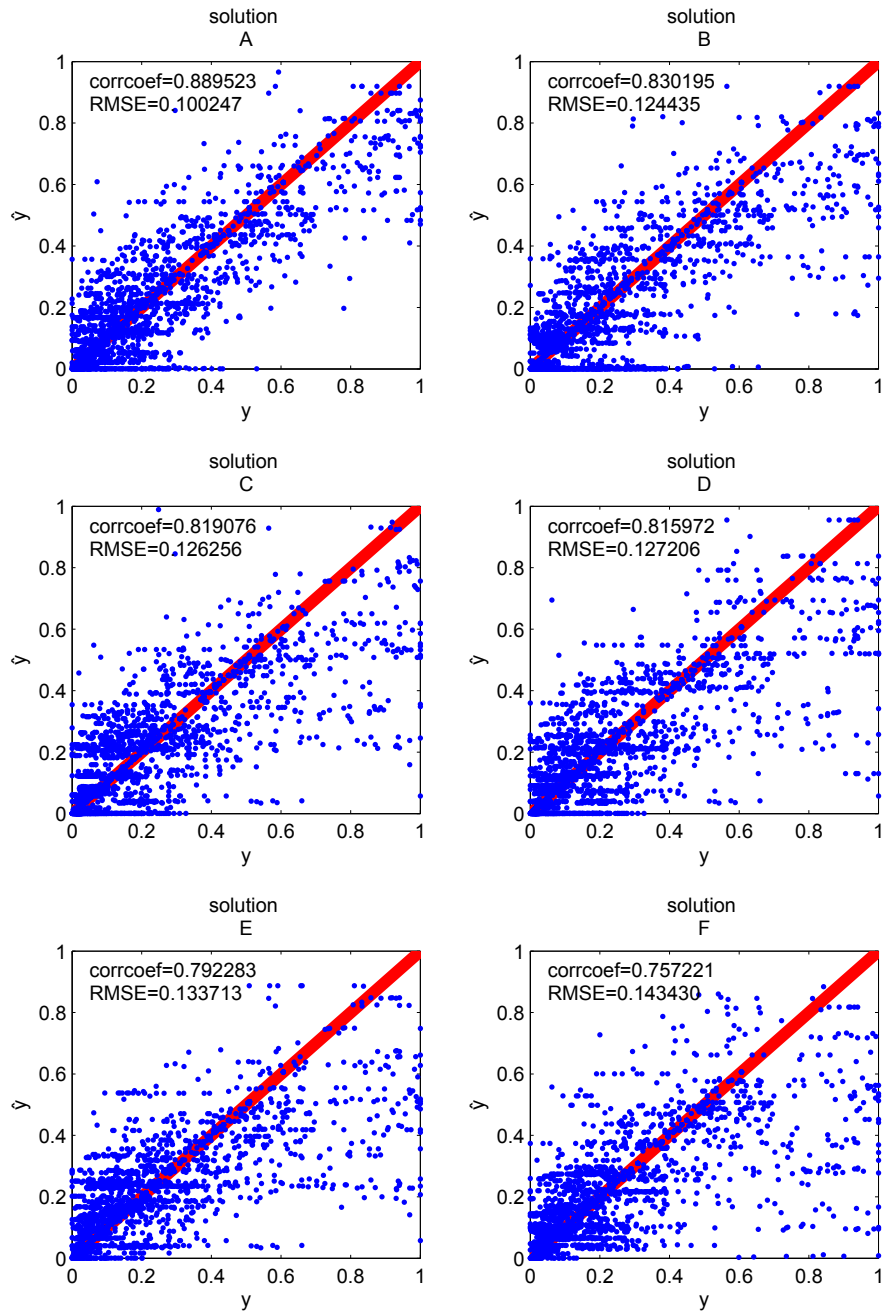 solution
A
corrcoef=0.889523
RMSE=0.100247
1
0.8
0.6
0.4
0.2
0
0 0.2 0.4 0.6 0.8 1
ŷ
y
solution
B
corrcoef=0.830195
RMSE=0.124435
1
0.8
0.6
0.4
0.2
0
0 0.2 0.4 0.6 0.8 1
ŷ
y
solution
C
corrcoef=0.819076
RMSE=0.126256
1
0.8
0.6
0.4
0.2
0
0 0.2 0.4 0.6 0.8 1
ŷ
y
solution
D
corrcoef=0.815972
RMSE=0.127206
1
0.8
0.6
0.4
0.2
0
0 0.2 0.4 0.6 0.8 1
ŷ
y
solution
E
corrcoef=0.792283
RMSE=0.133713
1
0.8
0.6
0.4
0.2
0
0 0.2 0.4 0.6 0.8 1
ŷ
y
solution
F
corrcoef=0.757221
RMSE=0.143430
1
0.8
0.6
0.4
0.2
0
0 0.2 0.4 0.6 0.8 1
ŷ
y